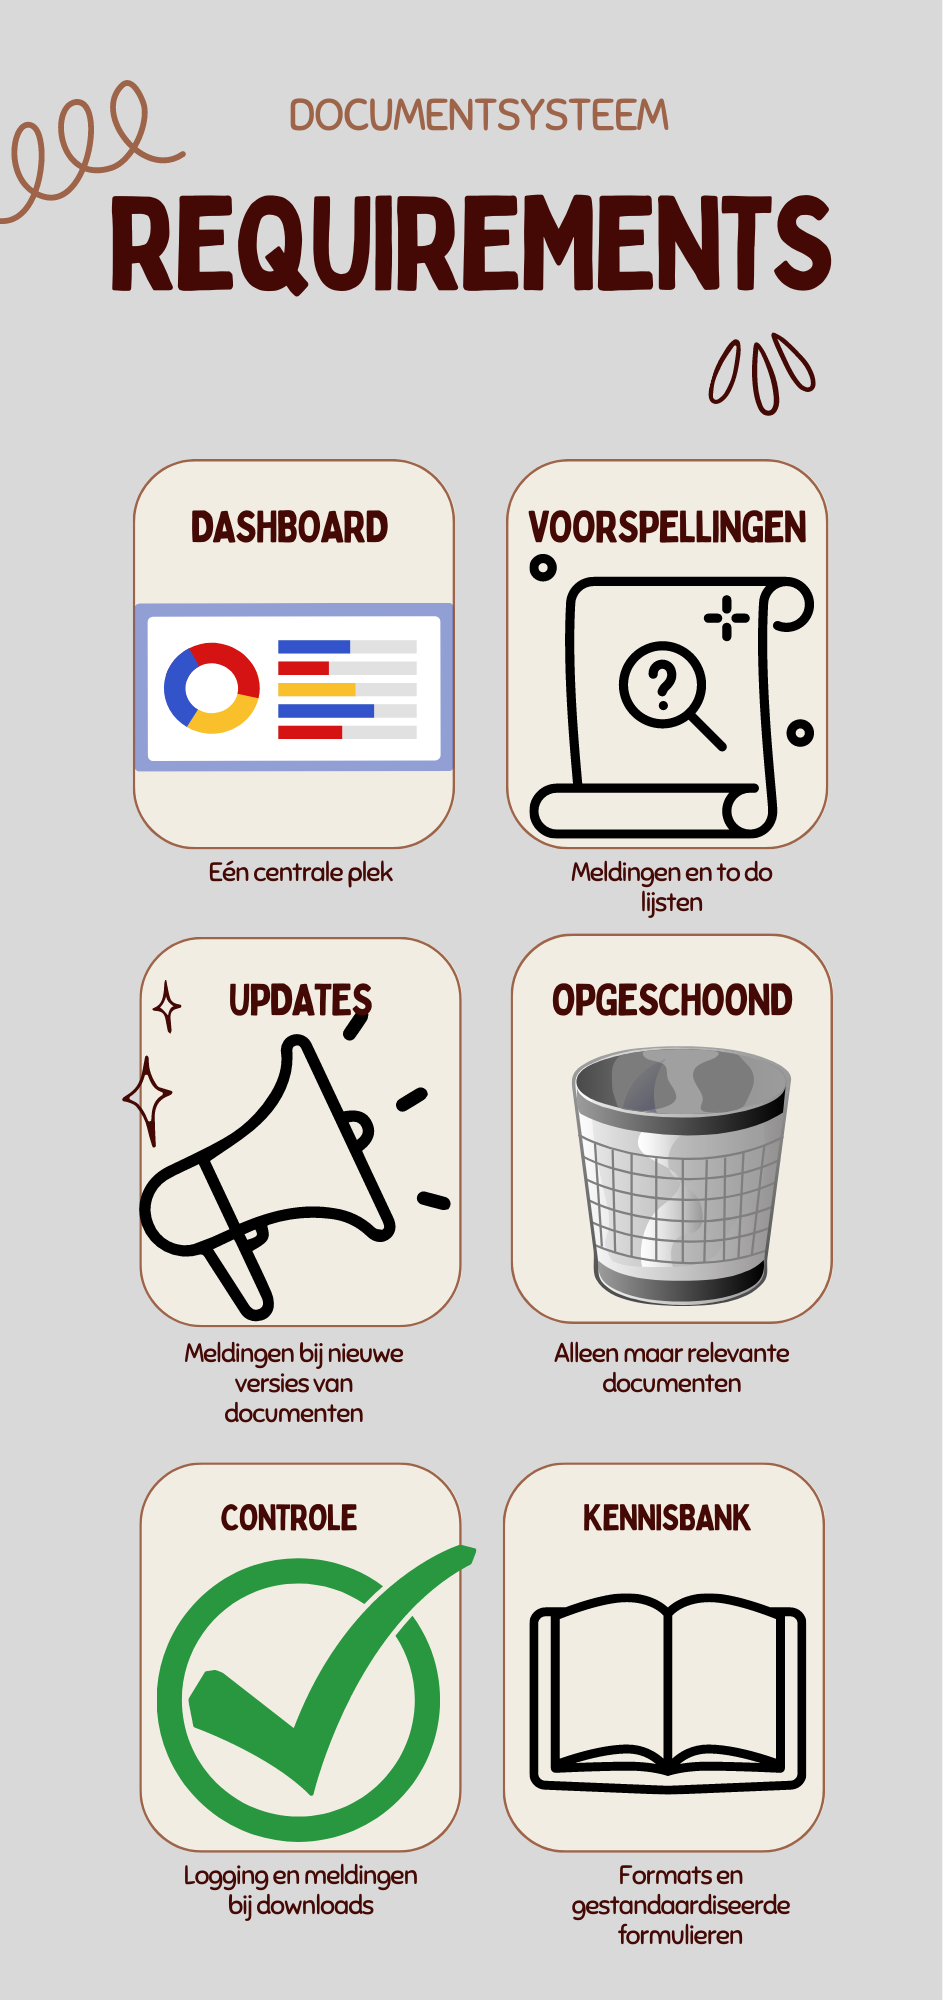 DOCUMENTSYSTEEM
REQUIREMENTS
DASHBOARD
Eén centrale plek
VOORSPELLINGEN
?
Meldingen en to do
lijsten
UPDATES
Meldingen bij nieuwe
versies van
documenten
OPGESCHOOND
Alleen maar relevante
documenten
CONTROLE
Logging en meldingen
bij downloads
KENNISBANK
Formats en
gestandaardiseerde
formulieren